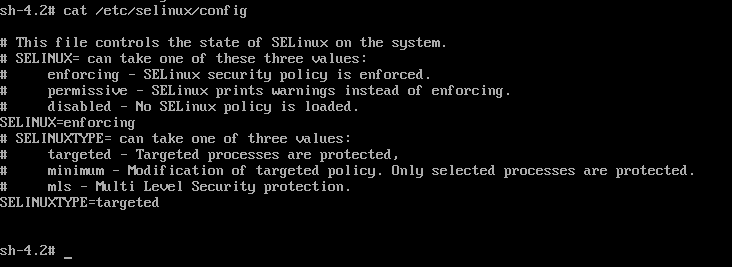 sh-4.2# cat /etc/selinux/config
# This file controls the state of SELinux on the system.
# SELINUX= can take one of these three values:
#     enforcing - SELinux security policy is enforced.
#     permissive - SELinux prints warnings instead of enforcing.
#     disabled - No SELinux policy is loaded.
SELINUX=enforcing
# SELINUXTYPE= can take one of three values:
#     targeted - Targeted processes are protected,
#     minimum - Modification of targeted policy. Only selected processes are protected.
#     mls - Multi Level Security protection.
SELINUXTYPE=targeted
sh-4.2# _